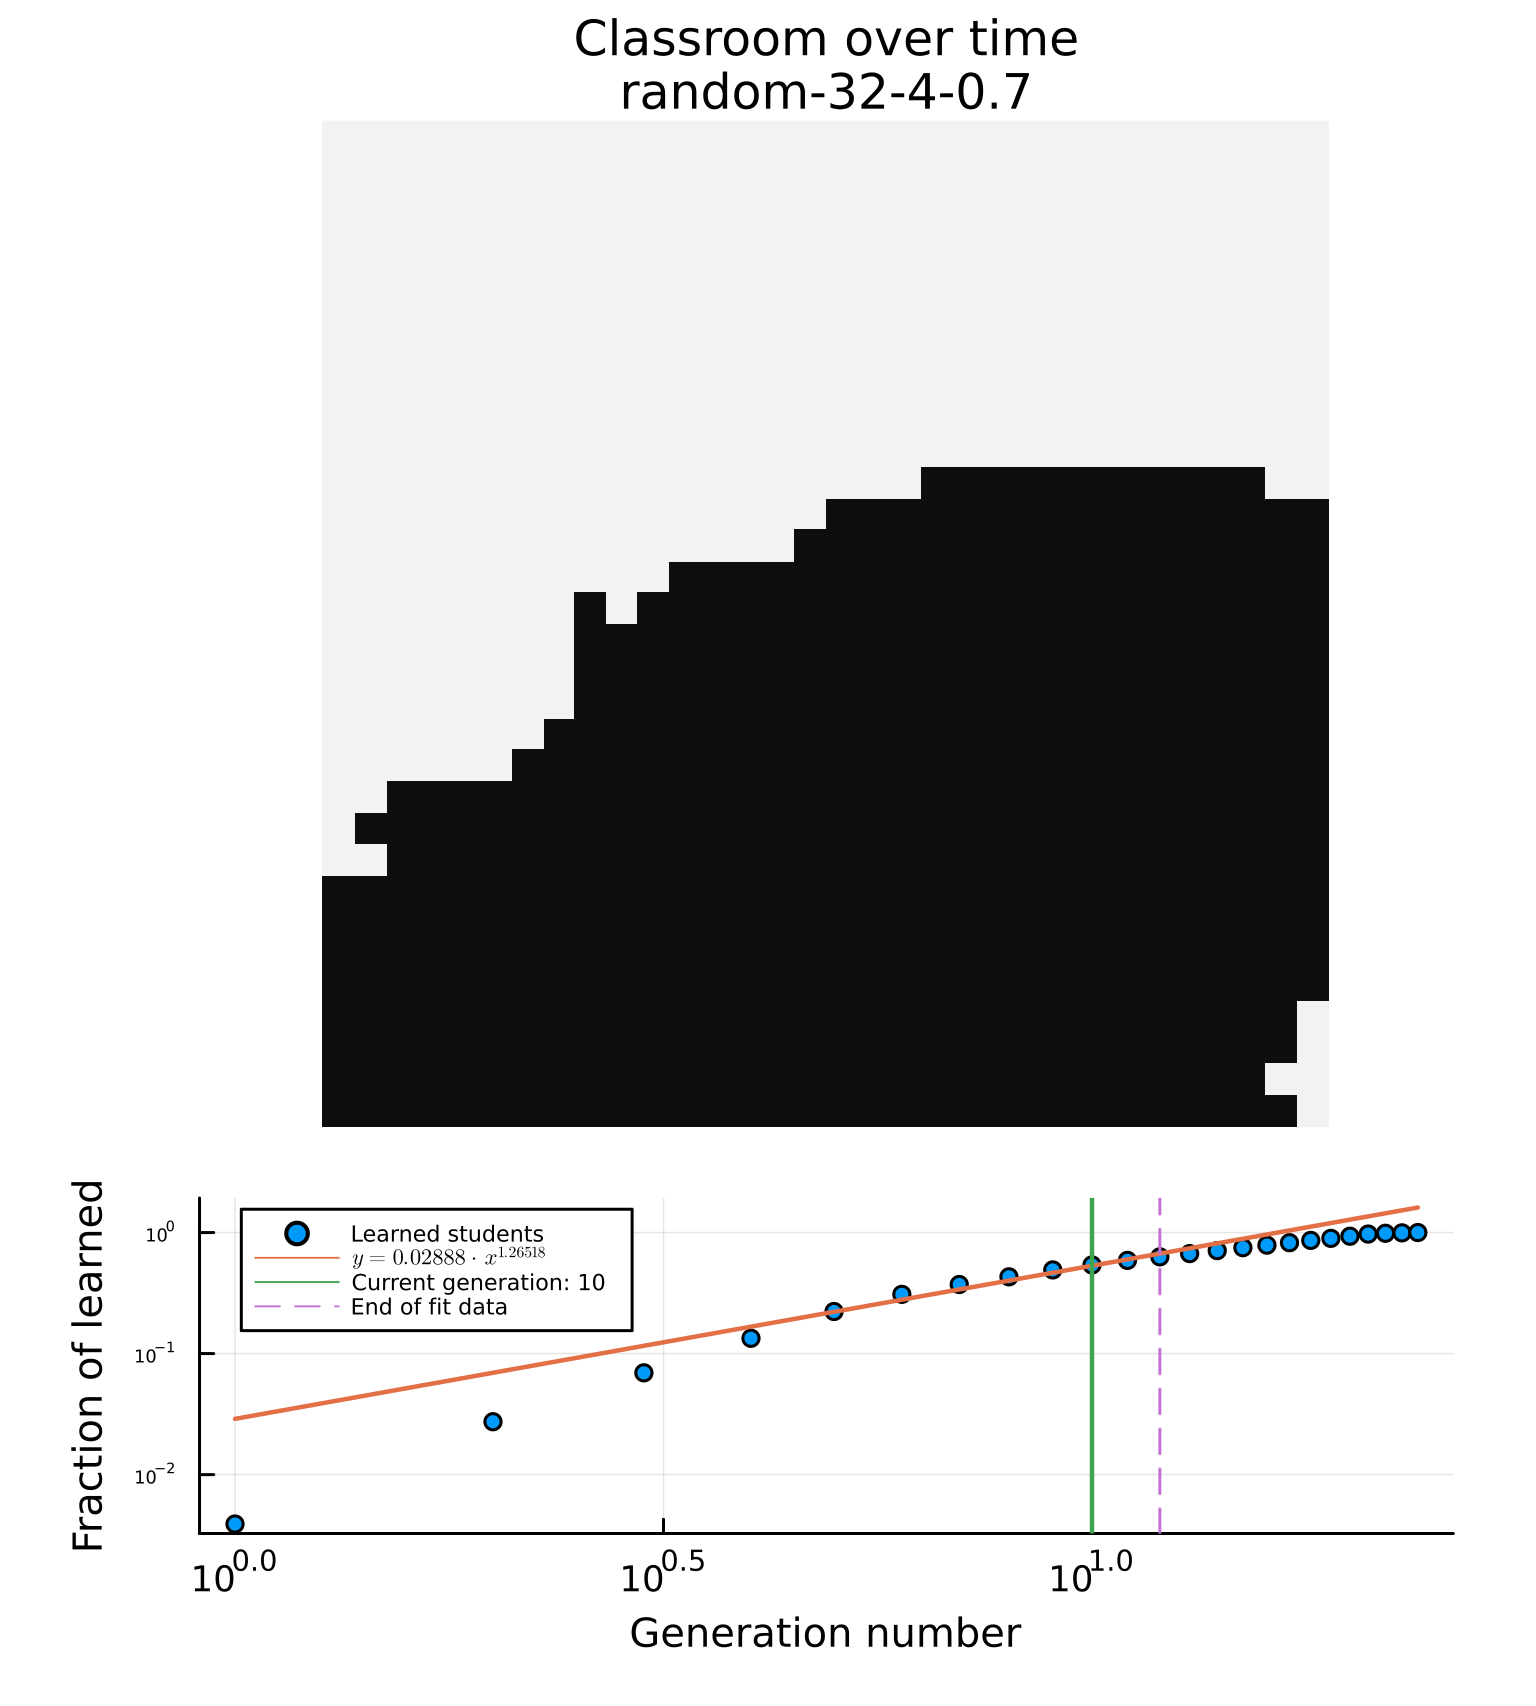 Classroom over time
random-32-4-0.7
Fraction of learned
10⁰
10⁻¹
10⁻²
Learned students
y = 0.02888 · x^1.26518
Current generation: 10
End of fit data
10^0.0
10^0.5
10^1.0
Generation number